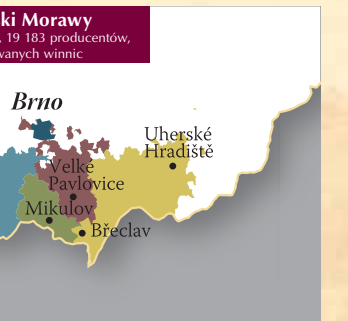 ki Morawy
, 19 183 producentów,
wanych winnic
Brno
Uherské
Hradiště
Velké
Pavlovice
Mikulov
Břeclav